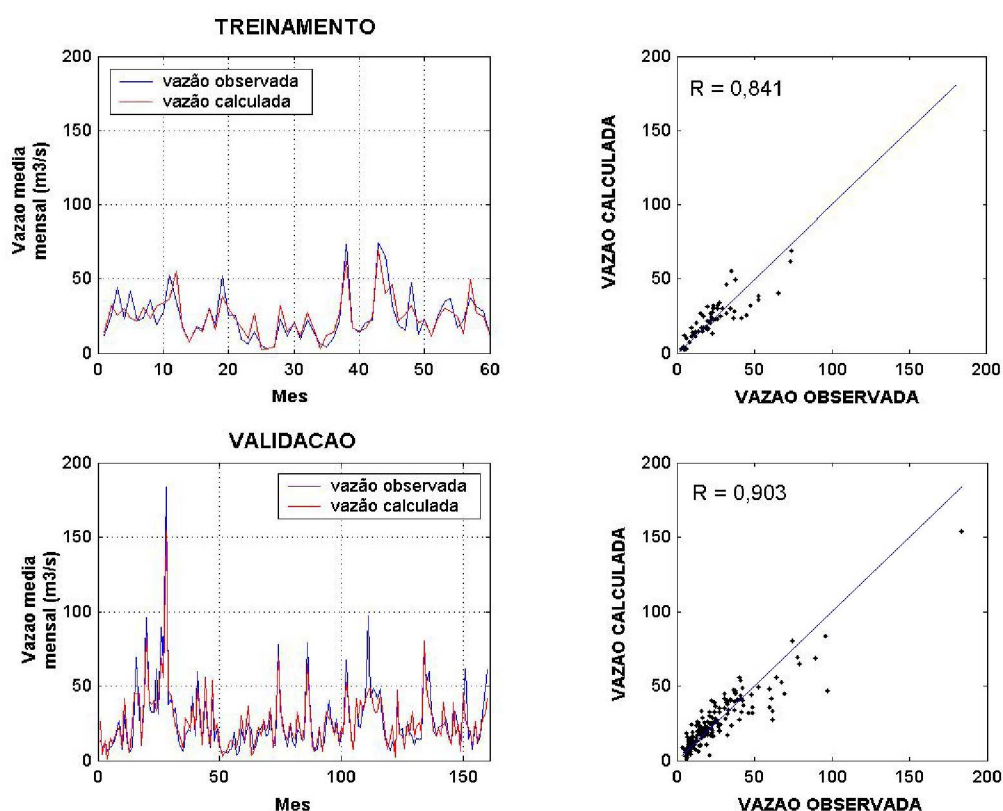 TREINAMENTO
200
150
100
50
0
Vazao media
mensal (m3/s)
vazão observada
vazão calculada
0 10 20 30 40 50 60
Mes
200
150
100
50
0
VAZAO CALCULADA
R = 0,841
0 50 100 150 200
VAZAO OBSERVADA
VALIDACAO
200
150
100
50
0
Vazao media
mensal (m3/s)
vazão observada
vazão calculada
0 50 100 150
Mes
200
150
100
50
0
VAZAO CALCULADA
R = 0,903
0 50 100 150 200
VAZAO OBSERVADA